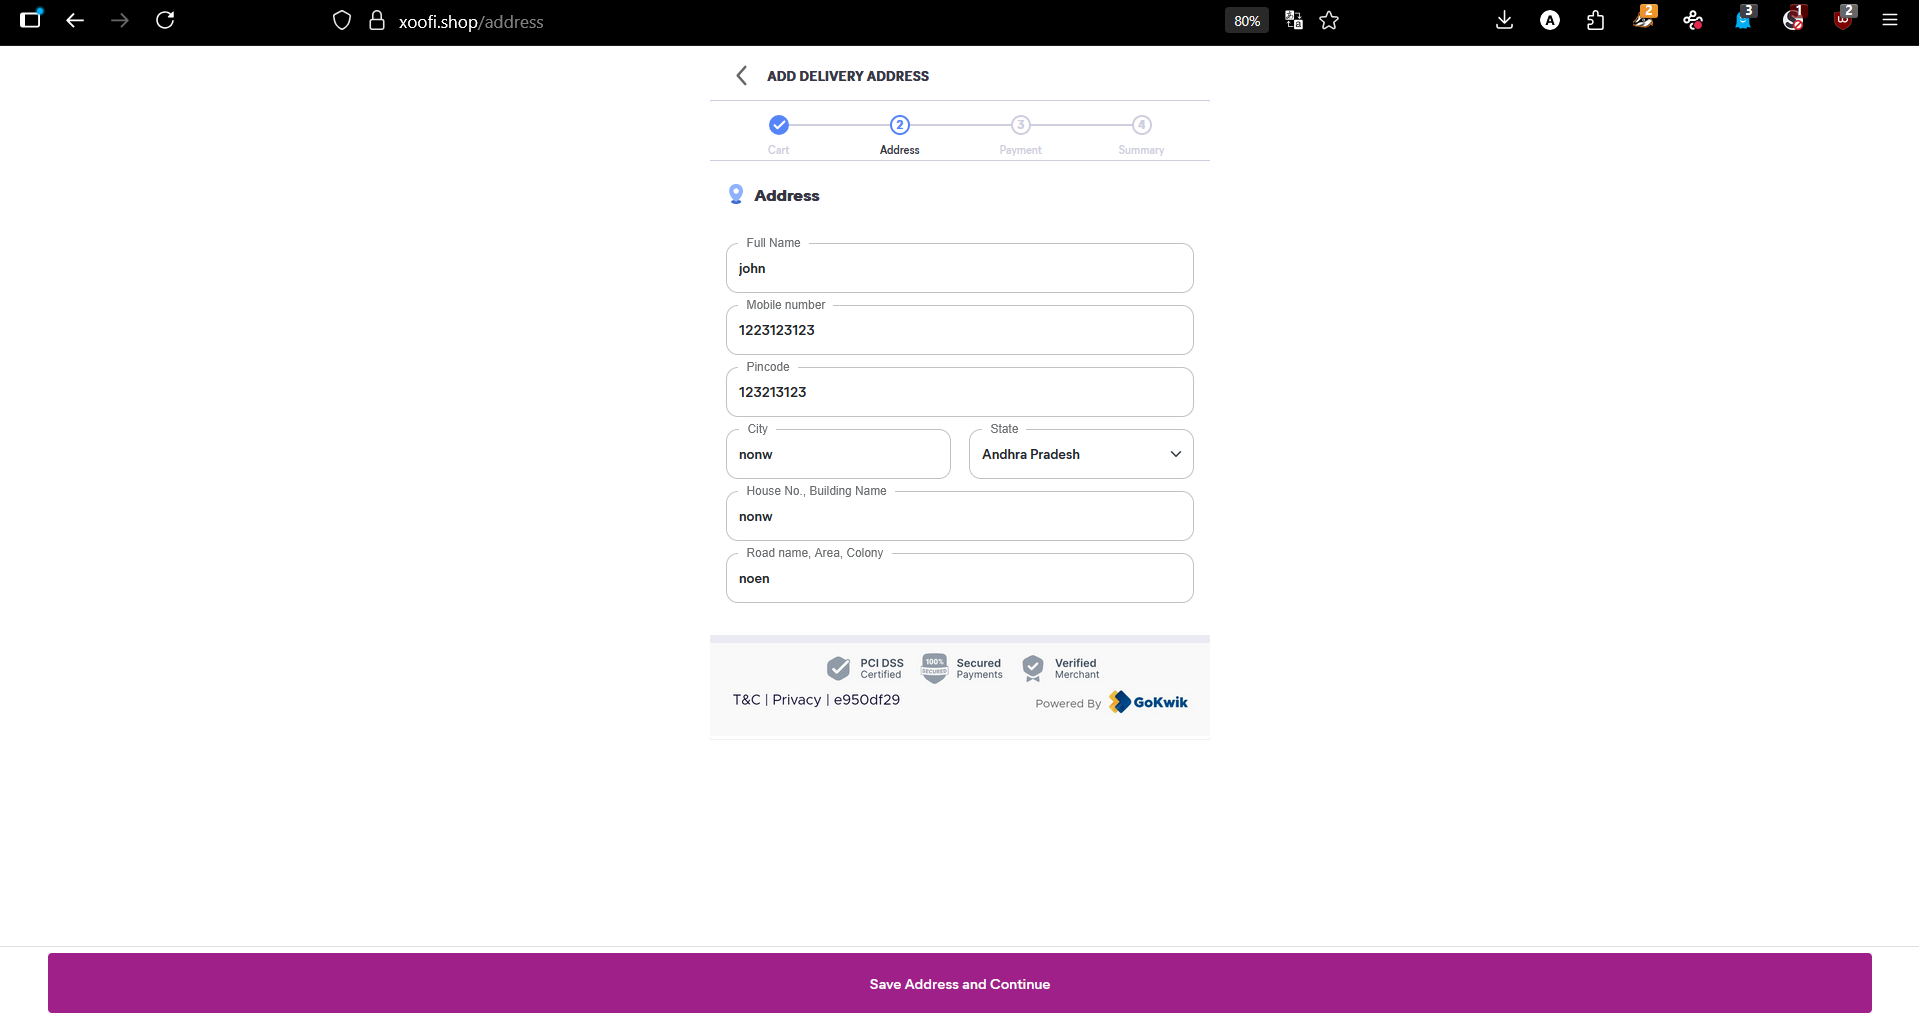 xoofi.shop/address
80%
2
3
1
2
ADD DELIVERY ADDRESS
2
3
4
Cart
Address
Payment
Summary
Address
Full Name
john
Mobile number
1223123123
Pincode
123213123
City
nonw
State
Andhra Pradesh
House No., Building Name
nonw
Road name, Area, Colony
noen
PCI DSS
Certified
100%
SECURED
Secured
Payments
Verified
Merchant
T&C | Privacy | e950df29
Powered By GoKwik
Save Address and Continue